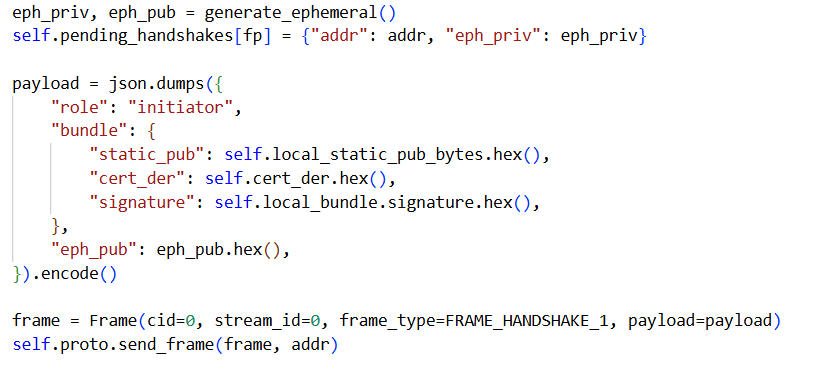 eph_priv, eph_pub = generate_ephemeral()
self.pending_handshakes[fp] = {"addr": addr, "eph_priv": eph_priv}
payload = json.dumps({
"role": "initiator",
"bundle": {
"static_pub": self.local_static_pub_bytes.hex(),
"cert_der": self.cert_der.hex(),
"signature": self.local_bundle.signature.hex(),
},
"eph_pub": eph_pub.hex(),
}).encode()
frame = Frame(cid=0, stream_id=0, frame_type=FRAME_HANDSHAKE_1, payload=payload)
self.proto.send_frame(frame, addr)